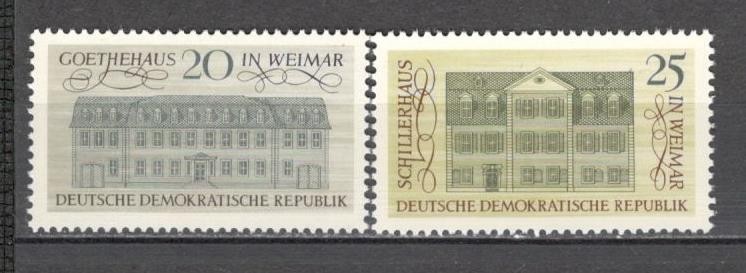 GOETHEHAUS 20 IN WEIMAR
DEUTSCHE DEMOKRATISCHE REPUBLIK
SCHILLERHAUS
25
IN WEIMAR
DEUTSCHE DEMOKRATISCHE REPUBLIK